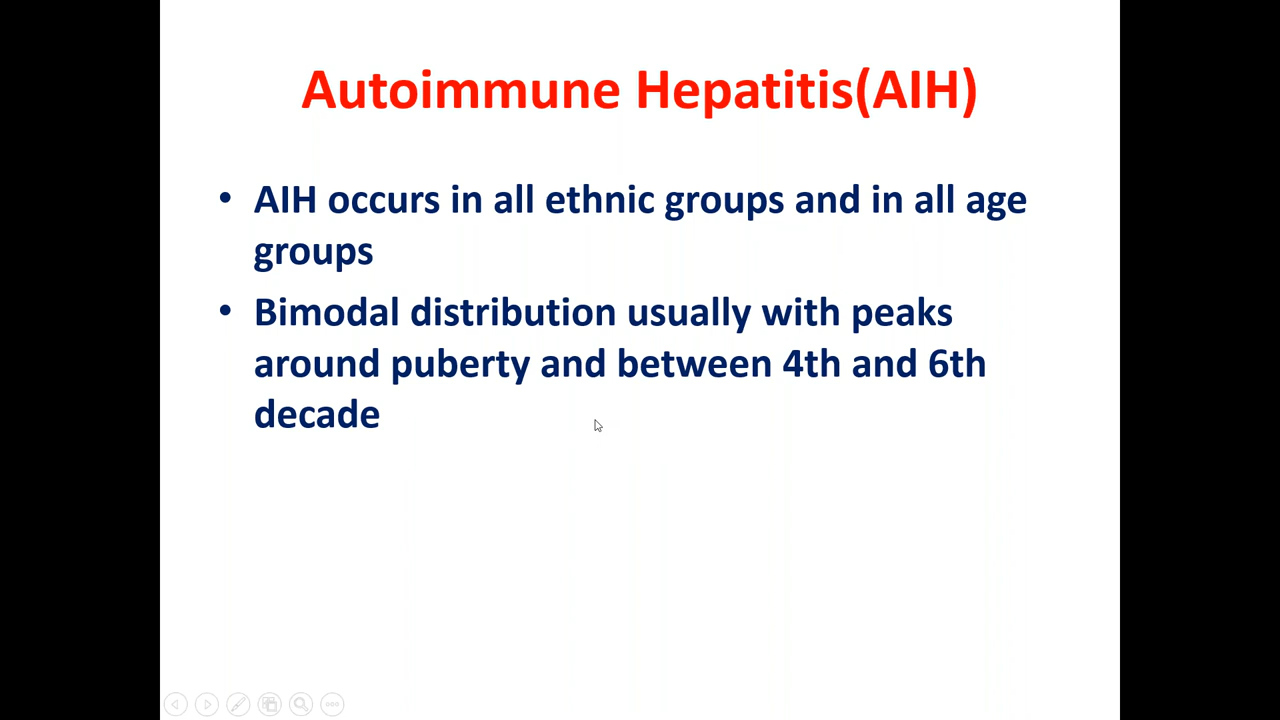 Autoimmune Hepatitis(AIH)
• AIH occurs in all ethnic groups and in all age
groups
• Bimodal distribution usually with peaks
around puberty and between 4th and 6th
decade